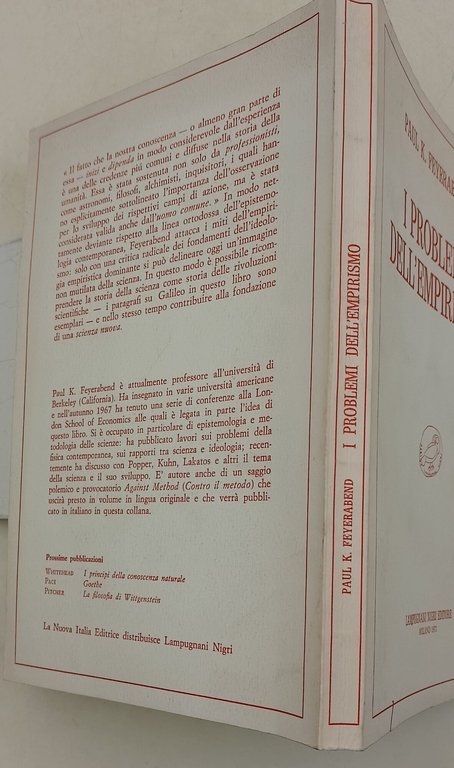 « Il fatto che la nostra conoscenza — o almeno gran parte di
essa — inizi e dipenda in modo considerevole dall'esperienza
è una delle credenze più comuni e diffuse nella storia della
umanità. Essa è stata sostenuta non solo da professionisti,
come astronomi, filosofi, alchimisti, inquisitori, i quali han-
no esplicitamente sottolineato l'importanza dell'osservazione
per lo sviluppo dei rispettivi campi di azione, ma è stata
considerata valida anche dall'uomo comune. » In modo net-
tamente deviante rispetto alla linea ortodossa dell'epistemo-
logia contemporanea, Feyerabend attacca i miti dell'empiri-
smo: solo con una critica radicale dei fondamenti dell'ideolo-
gia empiristica dominante si può delineare oggi un'immagine
non mutilata della scienza. In questo modo è possibile ricom-
prendere la storia della scienza come storia delle rivoluzioni
scientifiche — i paragrafi su Galileo in questo libro sono
esemplari — e nello stesso tempo contribuire alla fondazione
di una scienza nuova.
Paul K. Feyerabend è attualmente professore all'università di
Berkeley (California). Ha insegnato in varie università americane
e nell'autunno 1967 ha tenuto una serie di conferenze alla Lon-
don School of Economics alle quali è legata in parte l'idea di
questo libro. Si è occupato in particolare di epistemologia e me-
todologia delle scienze: ha pubblicato lavori sui problemi della
fisica contemporanea, sui rapporti tra scienza e ideologia; recen-
temente ha discusso con Popper, Kuhn, Lakatos e altri il tema
della scienza e il suo sviluppo. E' autore anche di un saggio
polemico e provocatorio Against Method (Contro il metodo) che
uscirà presto in volume in lingua originale e che verrà pubbli-
cato in italiano in questa collana.
Prossime pubblicazioni
WHITEHEAD I principi della conoscenza naturale
PACI Goethe
PITCHER La filosofia di Wittgenstein
La Nuova Italia Editrice distribuisce Lampugnani Nigri
PAUL K. FEYERABEND I PROBLEMI DELL'EMPIRISMO
PAUL K. FEYERABE
I PROBLE
DELL'EMPIRI
LAMPUGNANI NIGRI EDITORE
MILANO 1971